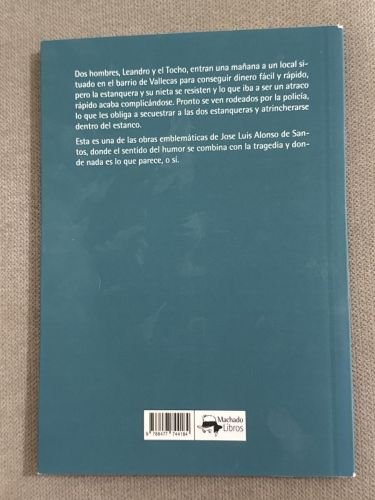 Dos hombres, Leandro y el Tocho, entran una mañana a un local si-
tuado en el barrio de Vallecas para conseguir dinero fácil y rápido,
pero la estanquera y su nieta se resisten y lo que iba a ser un atraco
rápido acaba complicándose. Pronto se ven rodeados por la policía,
lo que les obliga a secuestrar a las dos estanqueras y atrincherarse
dentro del estanco.
Esta es una de las obras emblemáticas de Jose Luis Alonso de San-
tos, donde el sentido del humor se combina con la tragedia y don-
de nada es lo que parece, o sí.
9 788477 744184
Machado
Libros